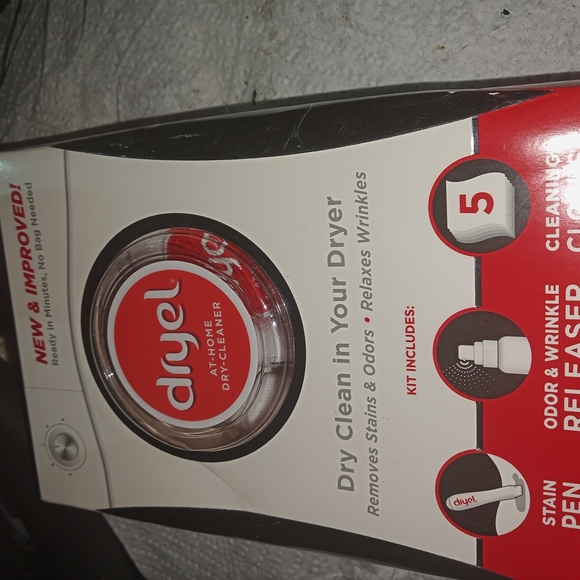 NEW & IMPROVED!
Ready in Minutes, No Bag Needed
dryel
AT-HOME
DRY-CLEANER
Dry Clean in Your Dryer
Removes Stains & Odors • Relaxes Wrinkles
KIT INCLUDES:
dryel
STAIN
PEN
ODOR & WRINKLE
RELEASER
5
CLEANING